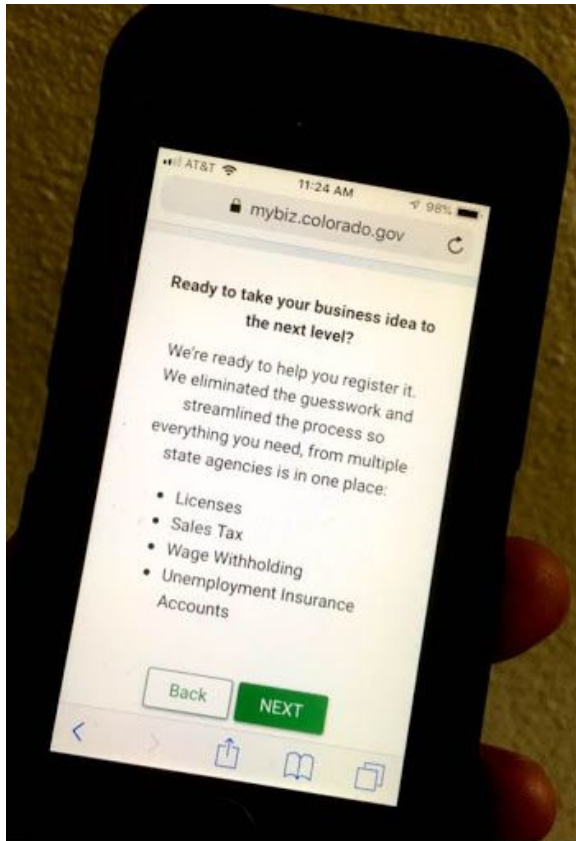 AT&T 11:24 AM 98%
mybiz.colorado.gov
Ready to take your business idea to
the next level?
We're ready to help you register it.
We eliminated the guesswork and
streamlined the process so
everything you need, from multiple
state agencies is in one place:
• Licenses
• Sales Tax
• Wage Withholding
• Unemployment Insurance
Accounts
Back NEXT